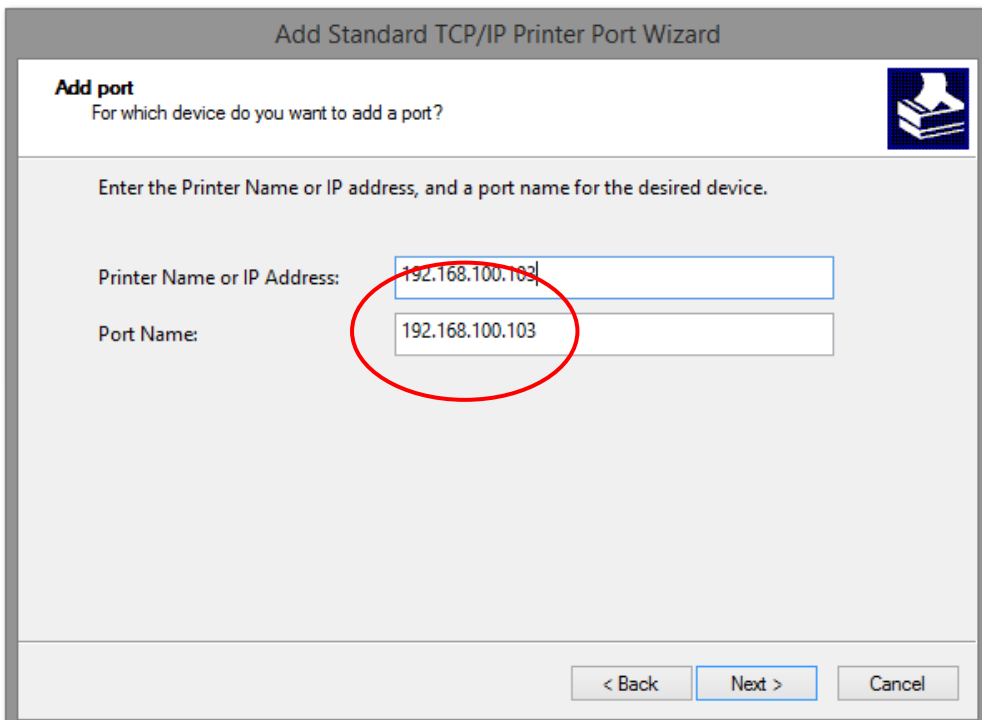 Add Standard TCP/IP Printer Port Wizard
Add port
For which device do you want to add a port?
Enter the Printer Name or IP address, and a port name for the desired device.
Printer Name or IP Address: 192.168.100.103
Port Name: 192.168.100.103
< Back Next > Cancel